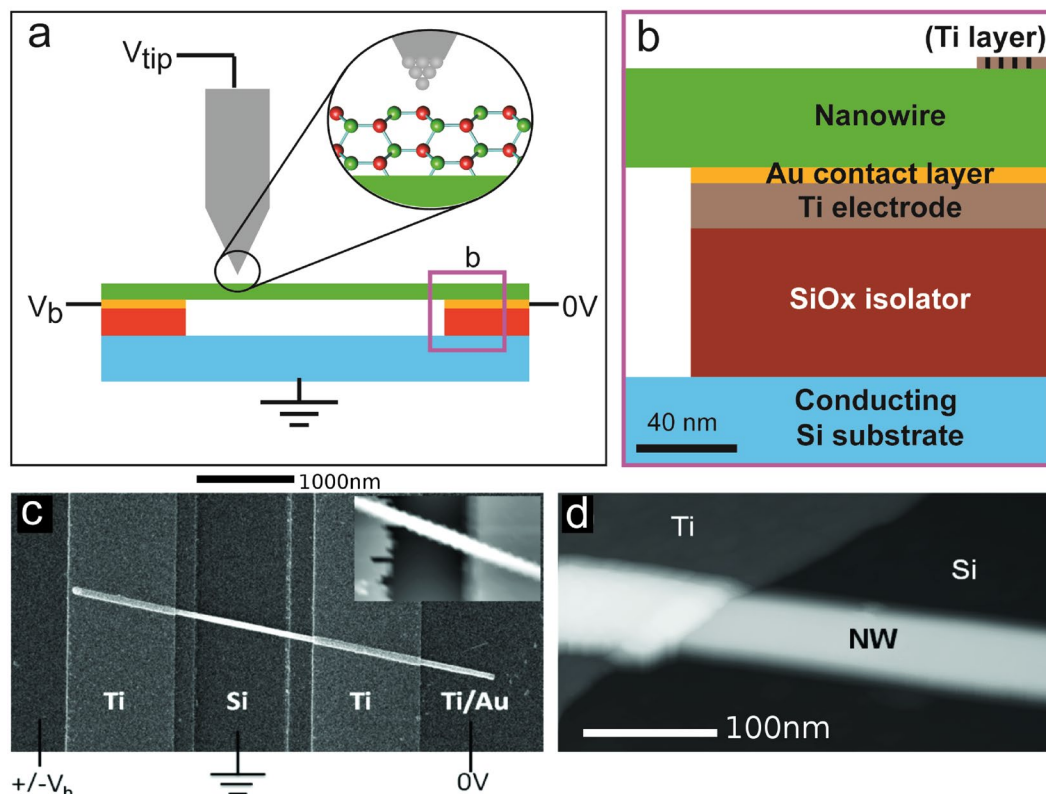 a
V_tip
b
V_b
0V
b
(Ti layer)
Nanowire
Au contact layer
Ti electrode
SiOx isolator
Conducting
Si substrate
40 nm
1000nm
c
Ti
Si
Ti
Ti/Au
+/-V_b
0V
d
Ti
Si
NW
100nm